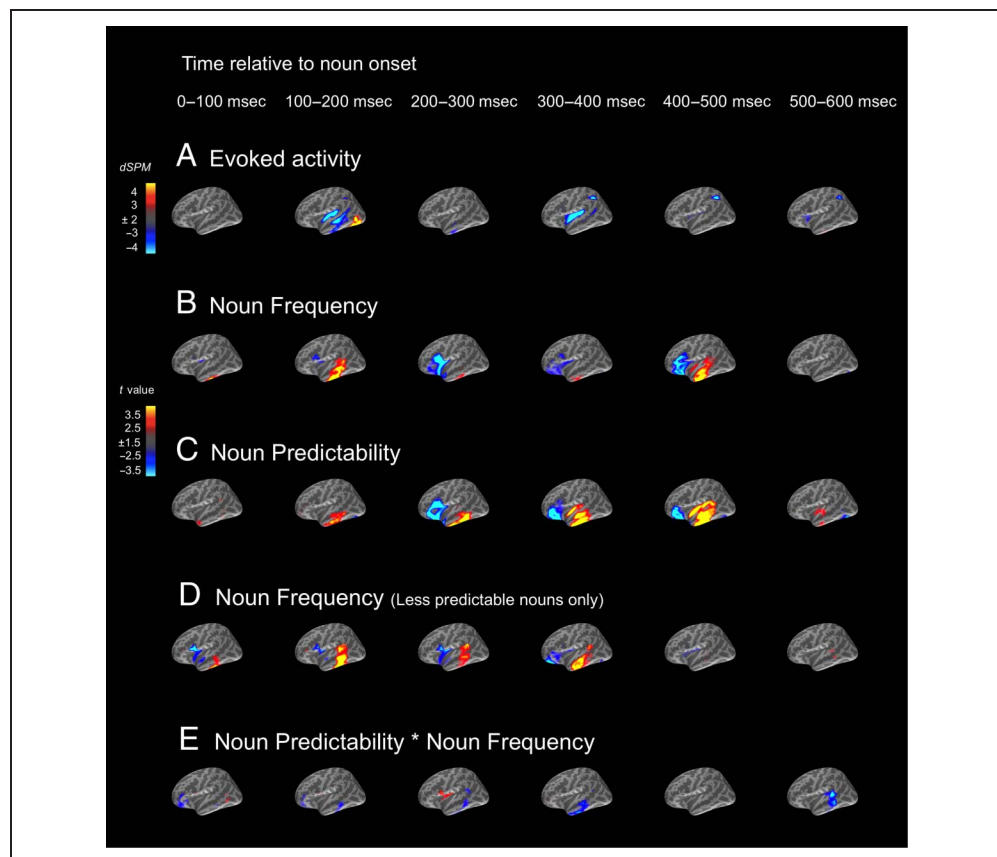 Time relative to noun onset
0–100 msec 100–200 msec 200–300 msec 300–400 msec 400–500 msec 500–600 msec
A Evoked activity
dSPM
4
3
± 2
−3
−4
B Noun Frequency
t value
3.5
2.5
±1.5
−2.5
−3.5
C Noun Predictability
D Noun Frequency (Less predictable nouns only)
E Noun Predictability * Noun Frequency